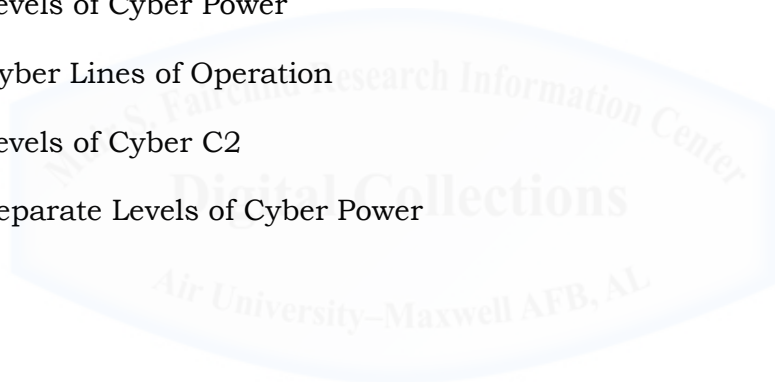 evels of Cyber Power
yber Lines of Operation
evels of Cyber C2
eparate Levels of Cyber Power
Muir S. Fairchild Research Information Center
Digital Collections
Air University–Maxwell AFB, AL